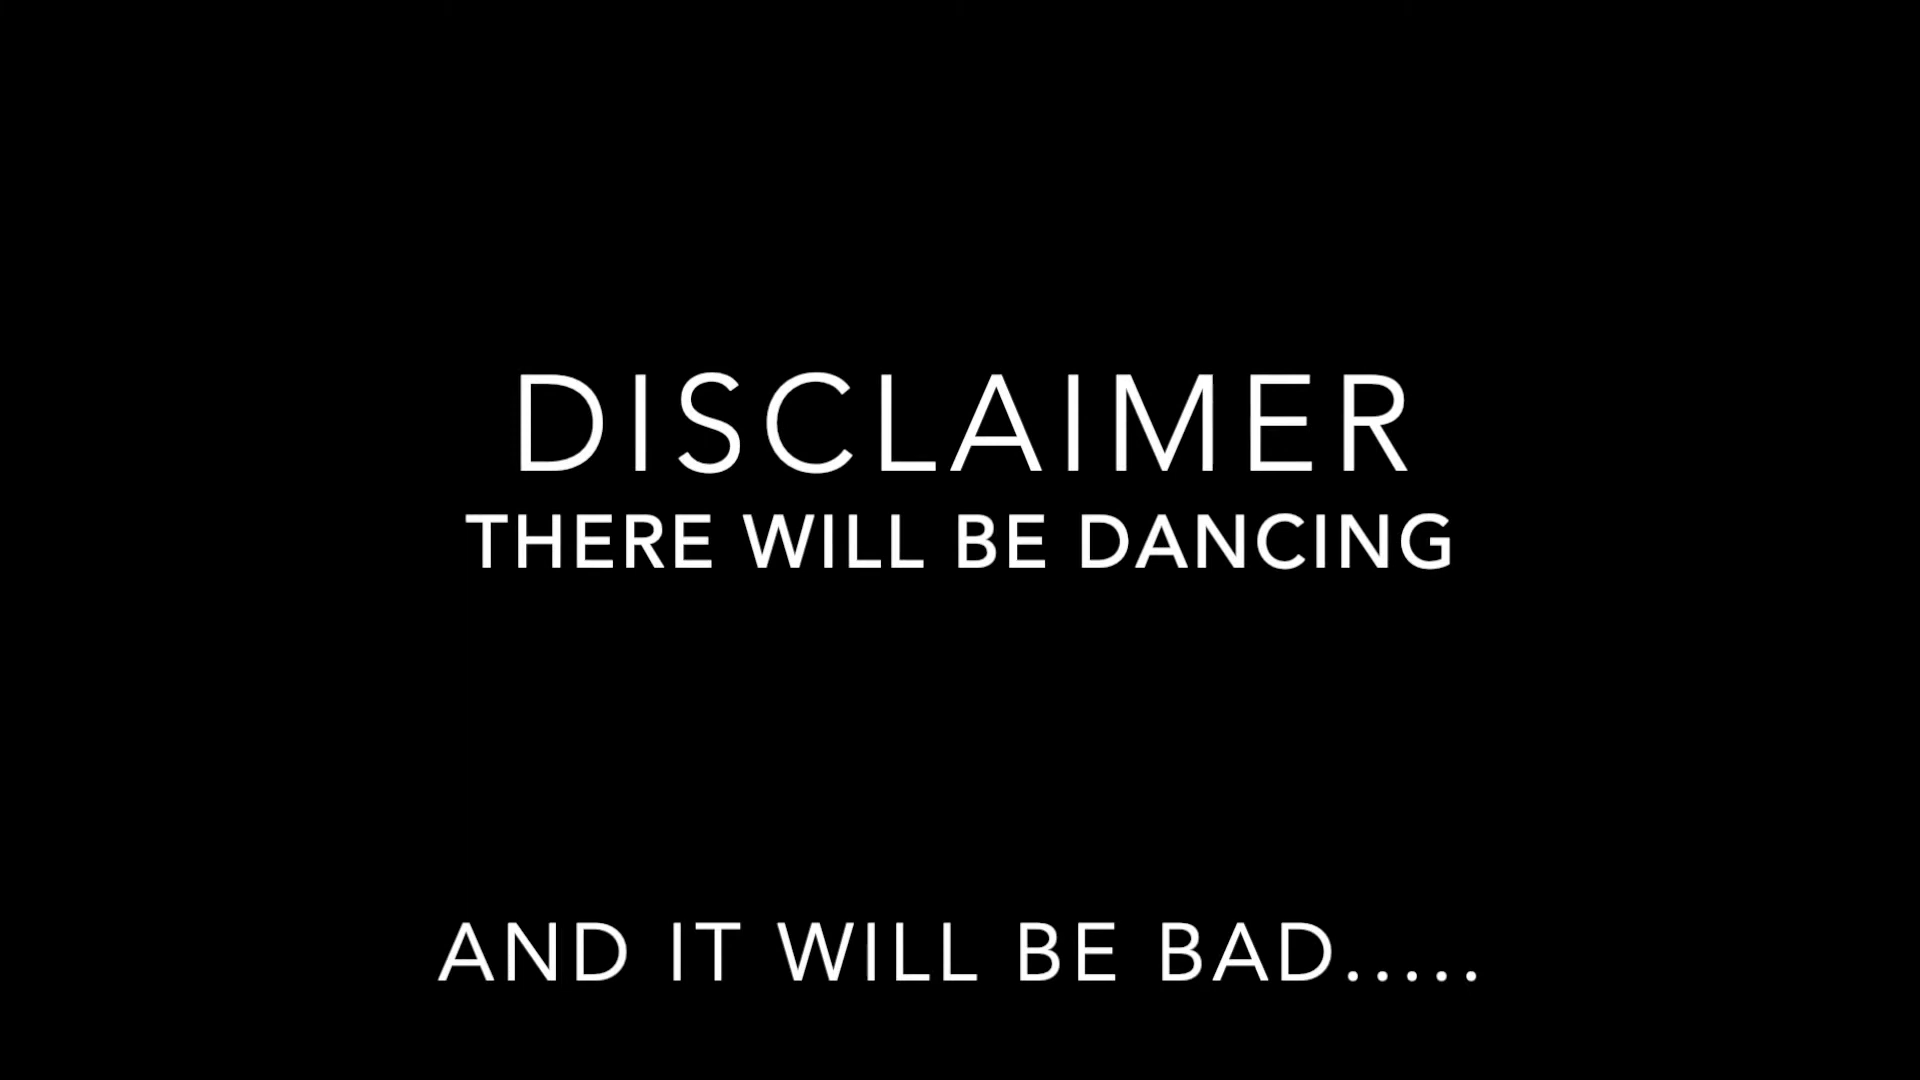 DISCLAIMER
THERE WILL BE DANCING
AND IT WILL BE BAD.....